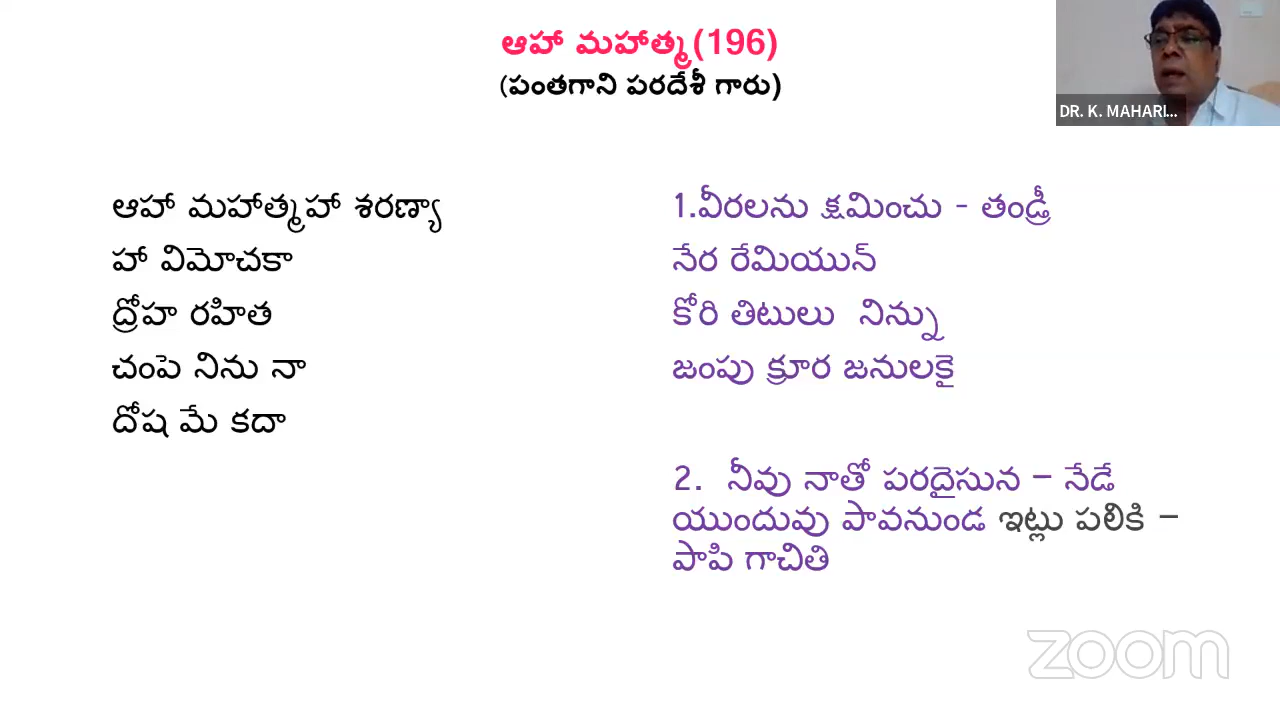 ఆహా మహాత్మ(196)
(పంతగాని పరదేశీ గారు)
DR. K. MAHARI...
ఆహా మహాత్మహా శరణ్యా
హా విమోచకా
ద్రోహ రహిత
చంపె నిను నా
దోష మే కదా
1.వీరలను క్షమించు - తండ్రీ
నేర రేమియున్
కోరి తిటులు నిన్ను
జంపు క్రూర జనులకై
2. నీవు నాతో పరదైసున – నేడే
యుందువు పావనుండ ఇట్లు పలికి –
పాపి గాచితి
zoom